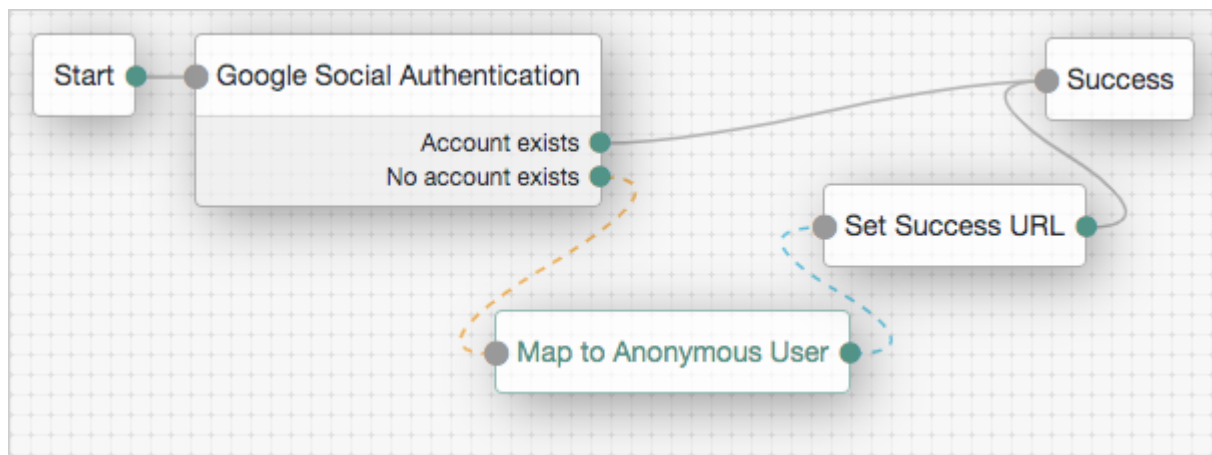 Start
Google Social Authentication
Account exists
No account exists
Success
Set Success URL
Map to Anonymous User